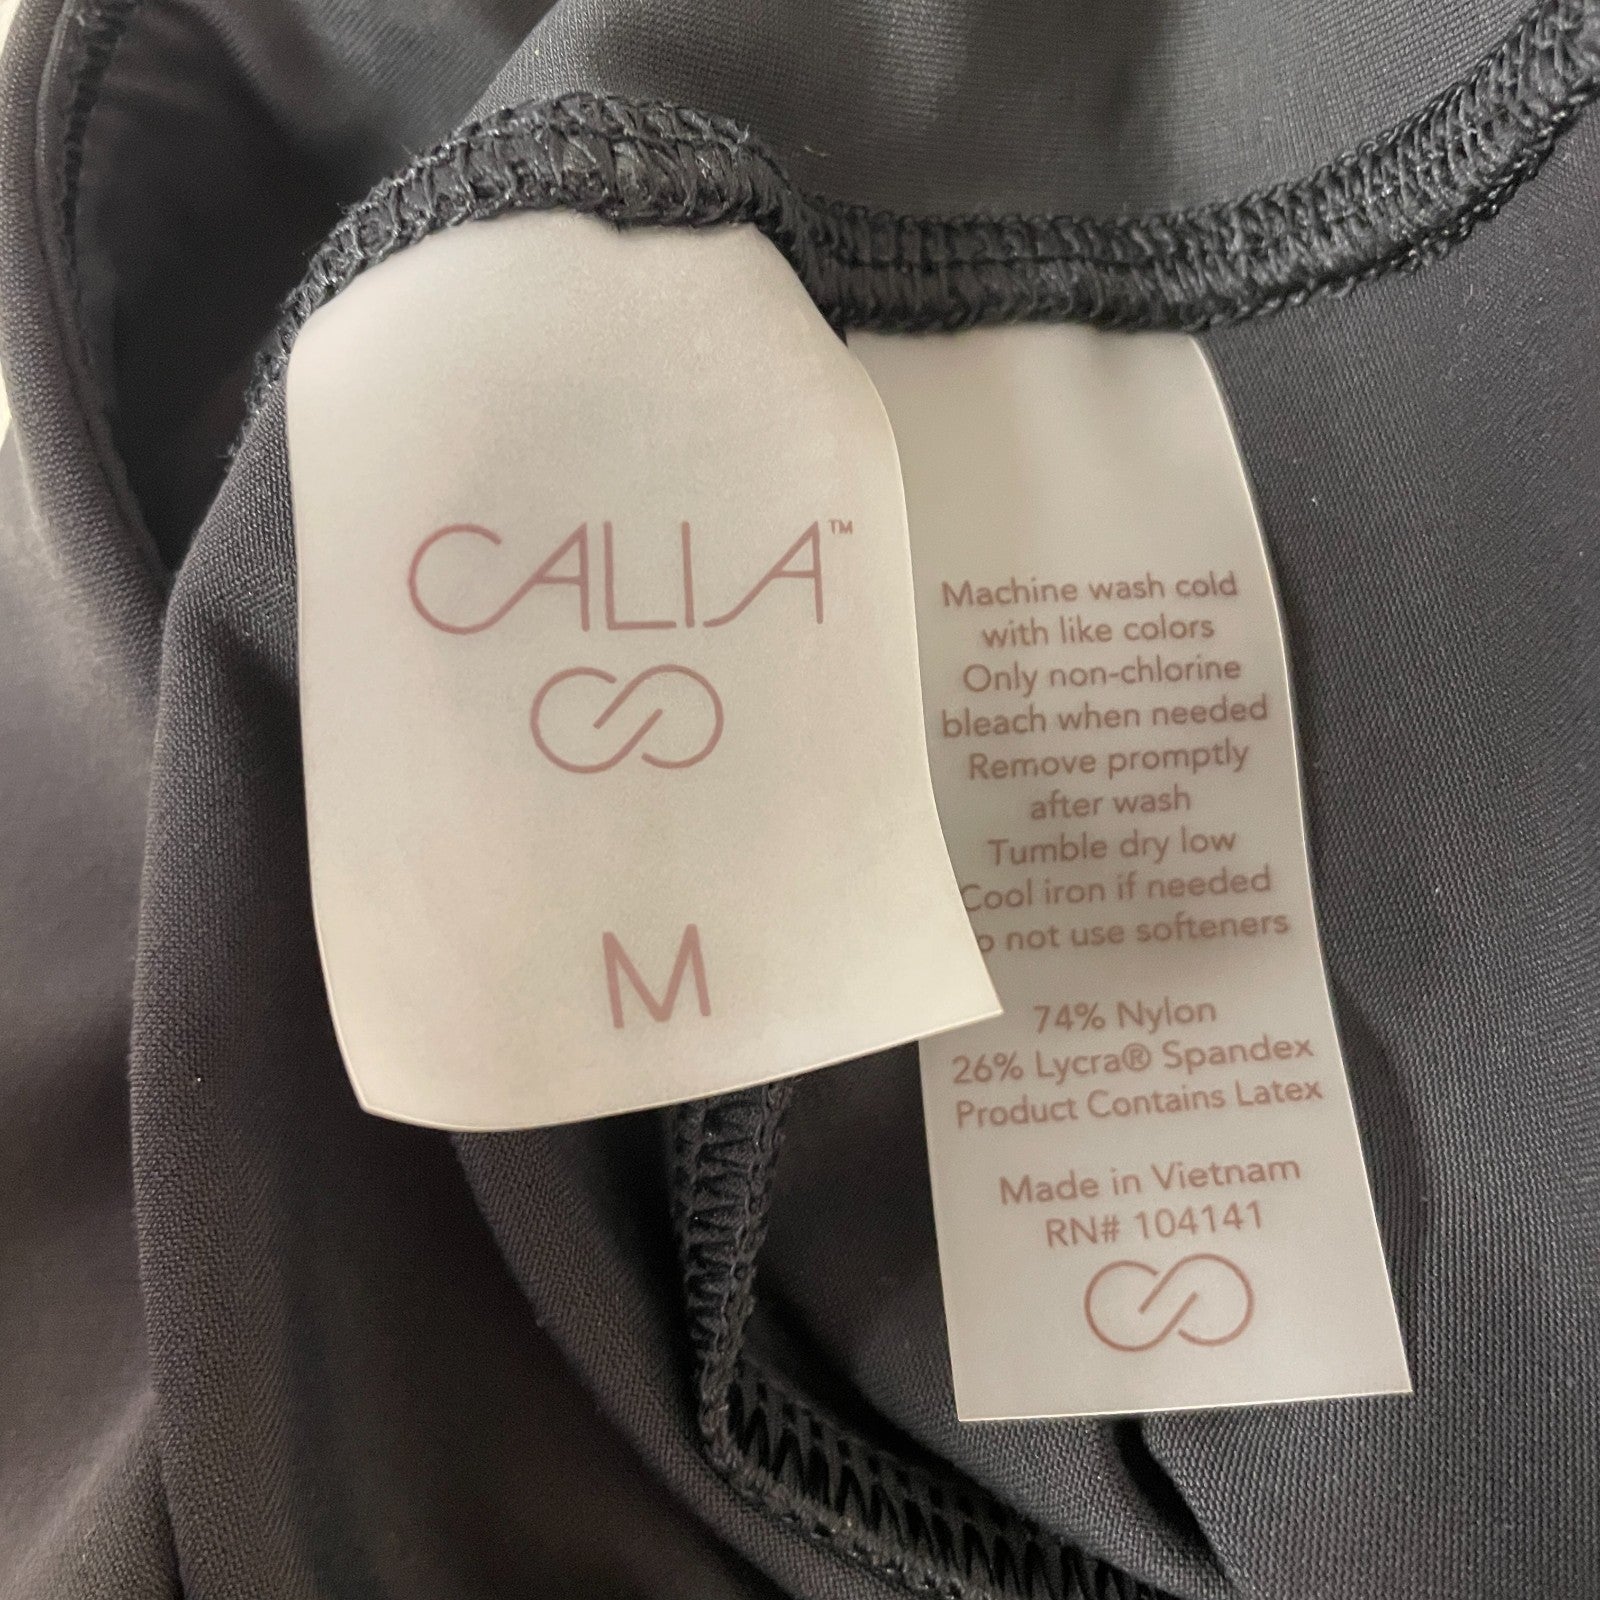 CALIA™
M
Machine wash cold
with like colors
Only non-chlorine
bleach when needed
Remove promptly
after wash
Tumble dry low
Cool iron if needed
not use softeners
74% Nylon
26% Lycra® Spandex
Product Contains Latex
Made in Vietnam
RN# 104141